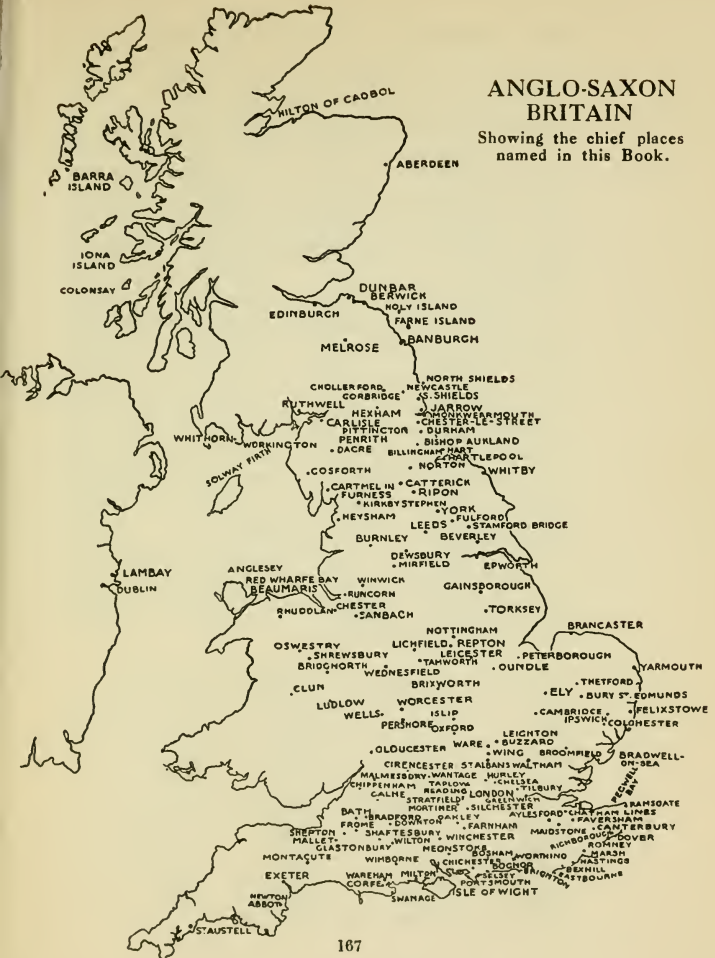 ANGLO-SAXON
BRITAIN
Showing the chief places
named in this Book.
HILTON OF CADBOL
ABERDEEN
BARRA
ISLAND
IONA
ISLAND
COLONSAY
DUNBAR
BERWICK
HOLY ISLAND
EDINBURGH
FARNE ISLAND
BANBURGH
MELROSE
NORTH SHIELDS
CHOLLERFORD
NEWCASTLE
CORBRIDGE
S. SHIELDS
RUTHWELL
JARROW
HEXHAM
MONKWEARMOUTH
CARLISLE
CHESTER-LE-STREET
PITTINGTON
DURHAM
WHITHORN
WORKINGTON
PENRITH
BISHOP AUKLAND
DACRE
BILLINGHAM
HART
HARTLEPOOL
SOLWAY FIRTH
GOSFORTH
NORTON
WHITBY
CARTMEL IN
FURNESS
CATTERICK
RIPON
KIRKBY STEPHEN
YORK
HEYSHAM
FULFORD
LEEDS
STAMFORD BRIDGE
BURNLEY
BEVERLEY
DEWSBURY
MIRFIELD
EPWORTH
LAMBAY
DUBLIN
ANGLESEY
RED WHARFE BAY
BEAUMARIS
WINWICK
RUNCORN
GAINSBOROUGH
RHUDDLAN
CHESTER
SANBACH
TORKSEY
BRANCASTER
NOTTINGHAM
OSWESTRY
LICHFIELD
REPTON
SHREWSBURY
LEICESTER
PETERBOROUGH
BRIDGNORTH
TAMWORTH
YARMOUTH
WEDNESFIELD
OUNDLE
CLUN
BRIXWORTH
THETFORD
ELY
BURY ST. EDMUNDS
LUDLOW
WORCESTER
WELLS
ISLIP
CAMBRIDGE
FELIXSTOWE
PERSHORE
OXFORD
IPSWICH
COLCHESTER
LEIGHTON
BUZZARD
GLOUCESTER
WARE
WING
BROOMFIELD
BRADWELL-
ON-SEA
CIRENCESTER
ST ALBANS
WALTHAM
MALMESBURY
WANTAGE
HURLEY
CHIPPENHAM
TAPLOW
CHELSEA
CALNE
READING
LONDON
TILBURY
PEGWELL
BAY
STRATFIELD
MORTIMER
GREENWICH
SILCHESTER
RAMSGATE
BATH
BRADFORD
OAKLEY
AYLESFORD
CHATHAM LINES
FROME
DOWNTON
FARNHAM
FAVERSHAM
SHEPTON
MALLET
SHAFTESBURY
MAIDSTONE
CANTERBURY
WILTON
WINCHESTER
RICHBOROUGH
DOVER
GLASTONBURY
MEONSTOKE
ROMNEY
MARSH
MONTACUTE
WIMBORNE
BOSHAM
WORTHING
HASTINGS
CHICHESTER
BOGNOR
BRIGHTON
BEXHILL
EASTBOURNE
EXETER
WAREHAM
MILTON
SELSEY
CORFE
PORTSMOUTH
NEWTON
ABBOT
SWANAGE
ISLE OF WIGHT
ST. AUSTELL
167